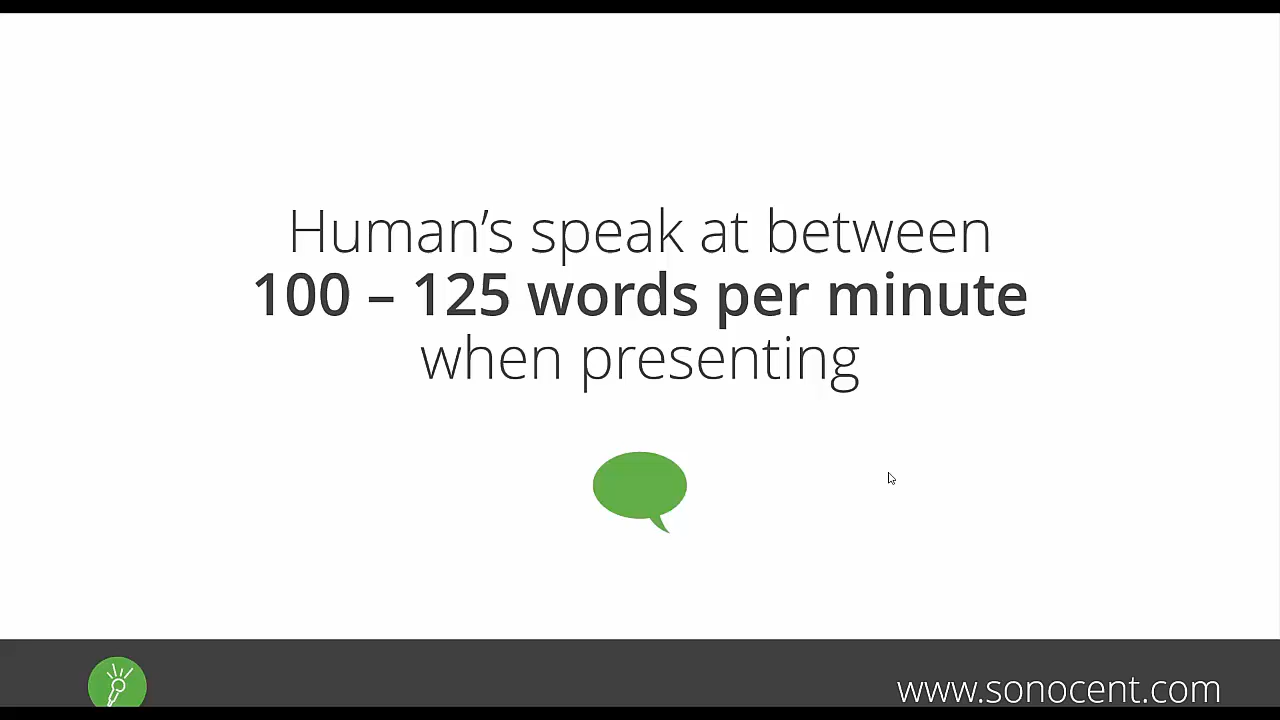 Human’s speak at between
100 – 125 words per minute
when presenting
www.sonocent.com